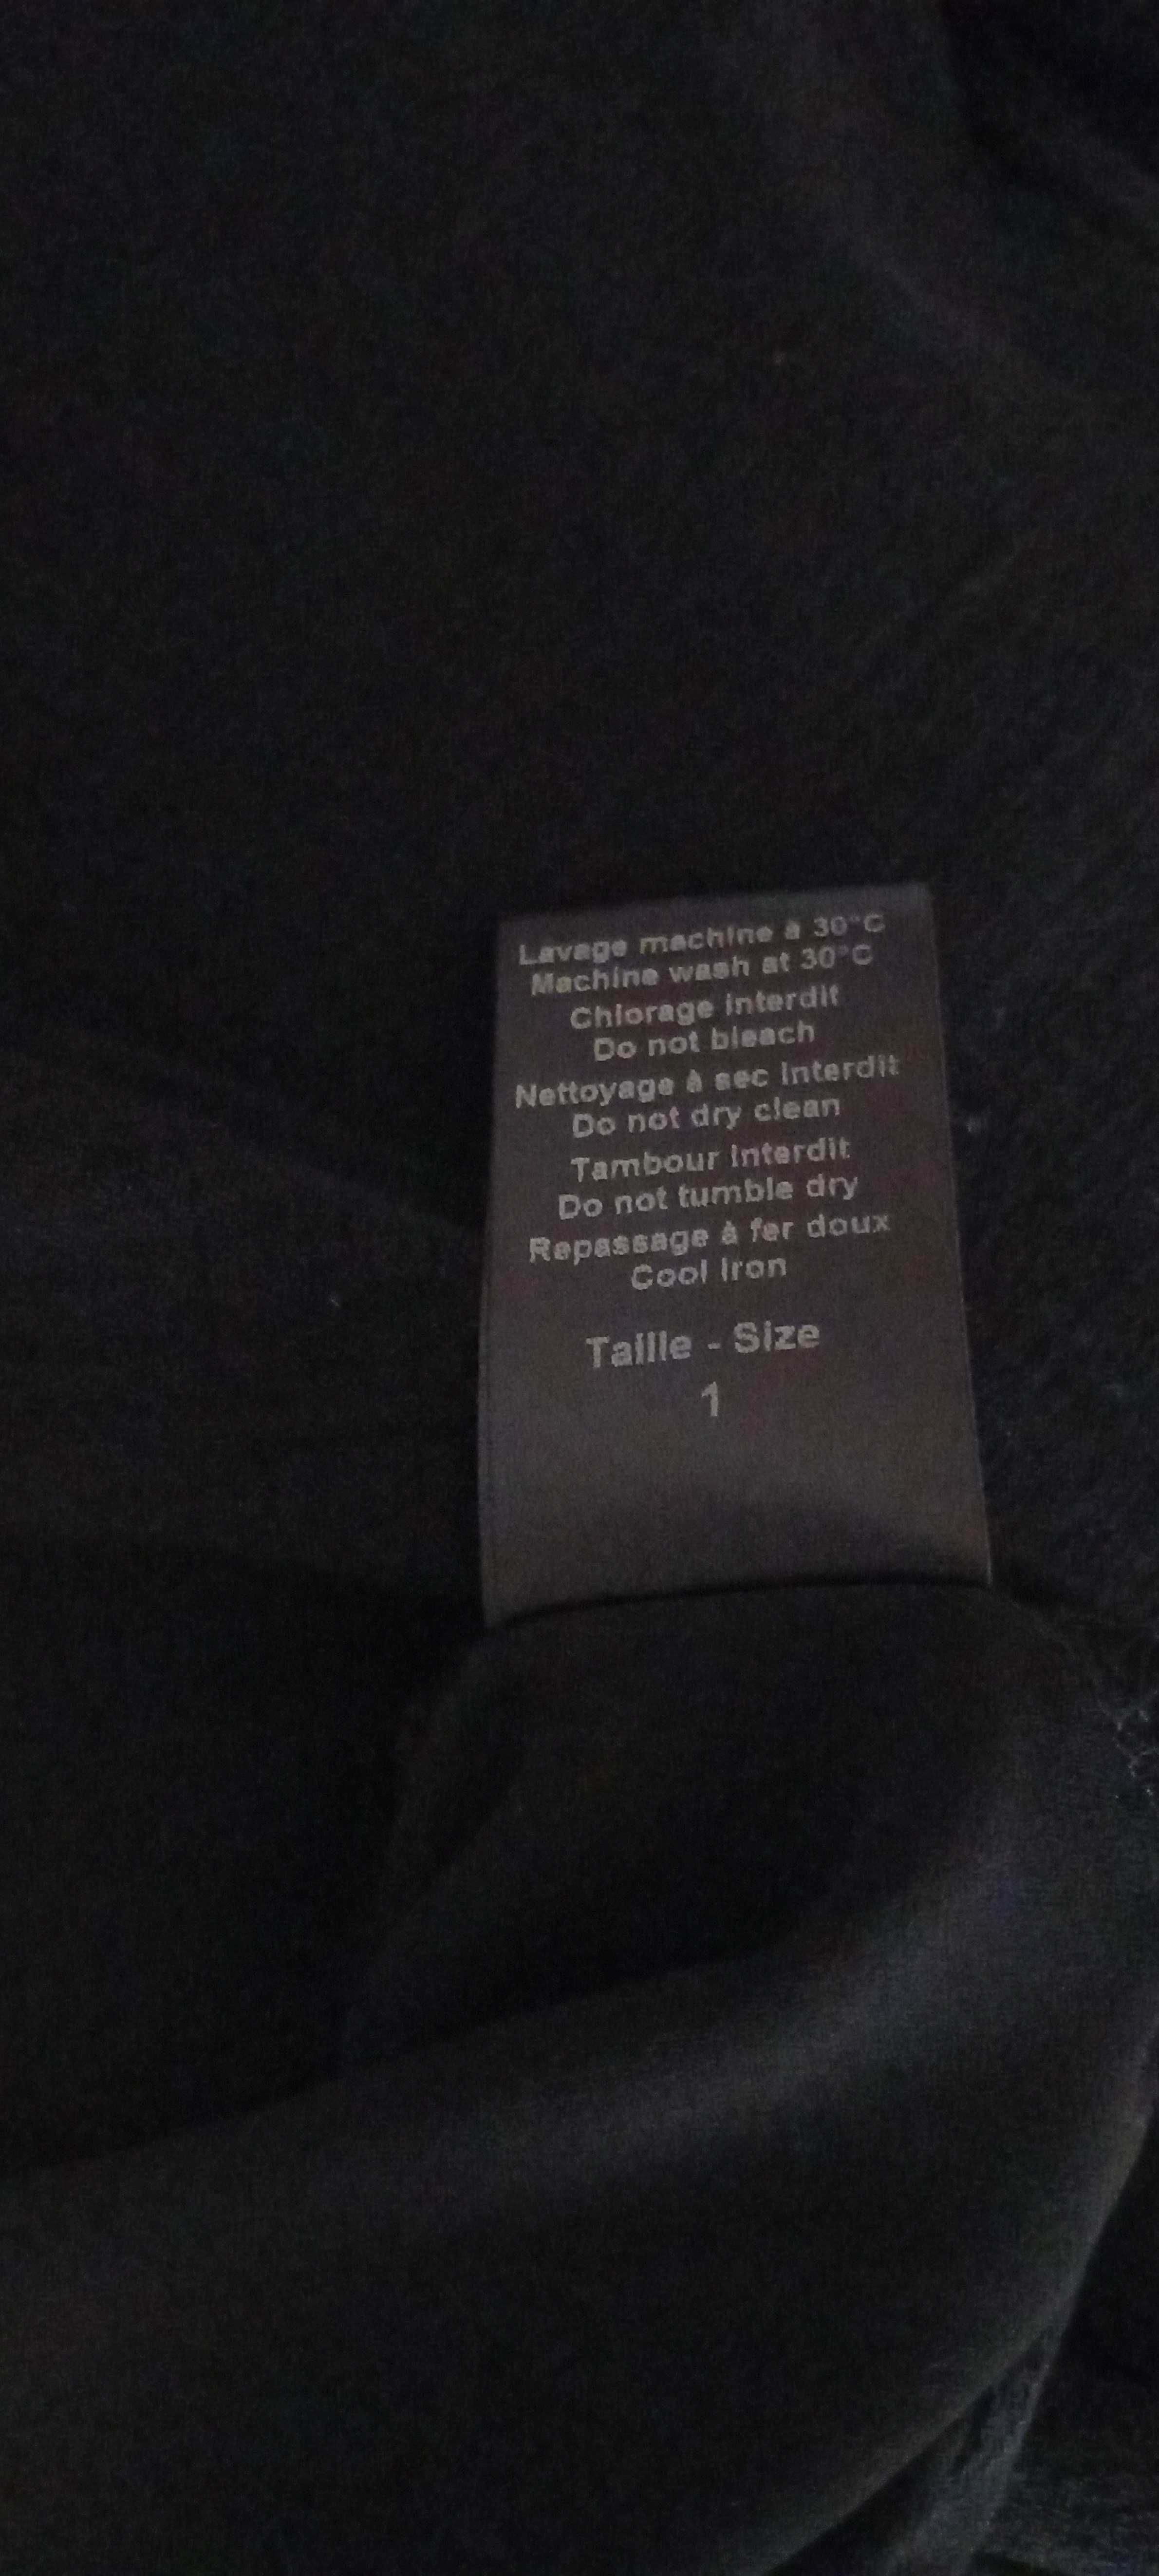 Lavage machine à 30°C
Machine wash at 30°C
Chlorage interdit
Do not bleach
Nettoyage à sec interdit
Do not dry clean
Tambour interdit
Do not tumble dry
Repassage à fer doux
Cool iron
Taille - Size
1